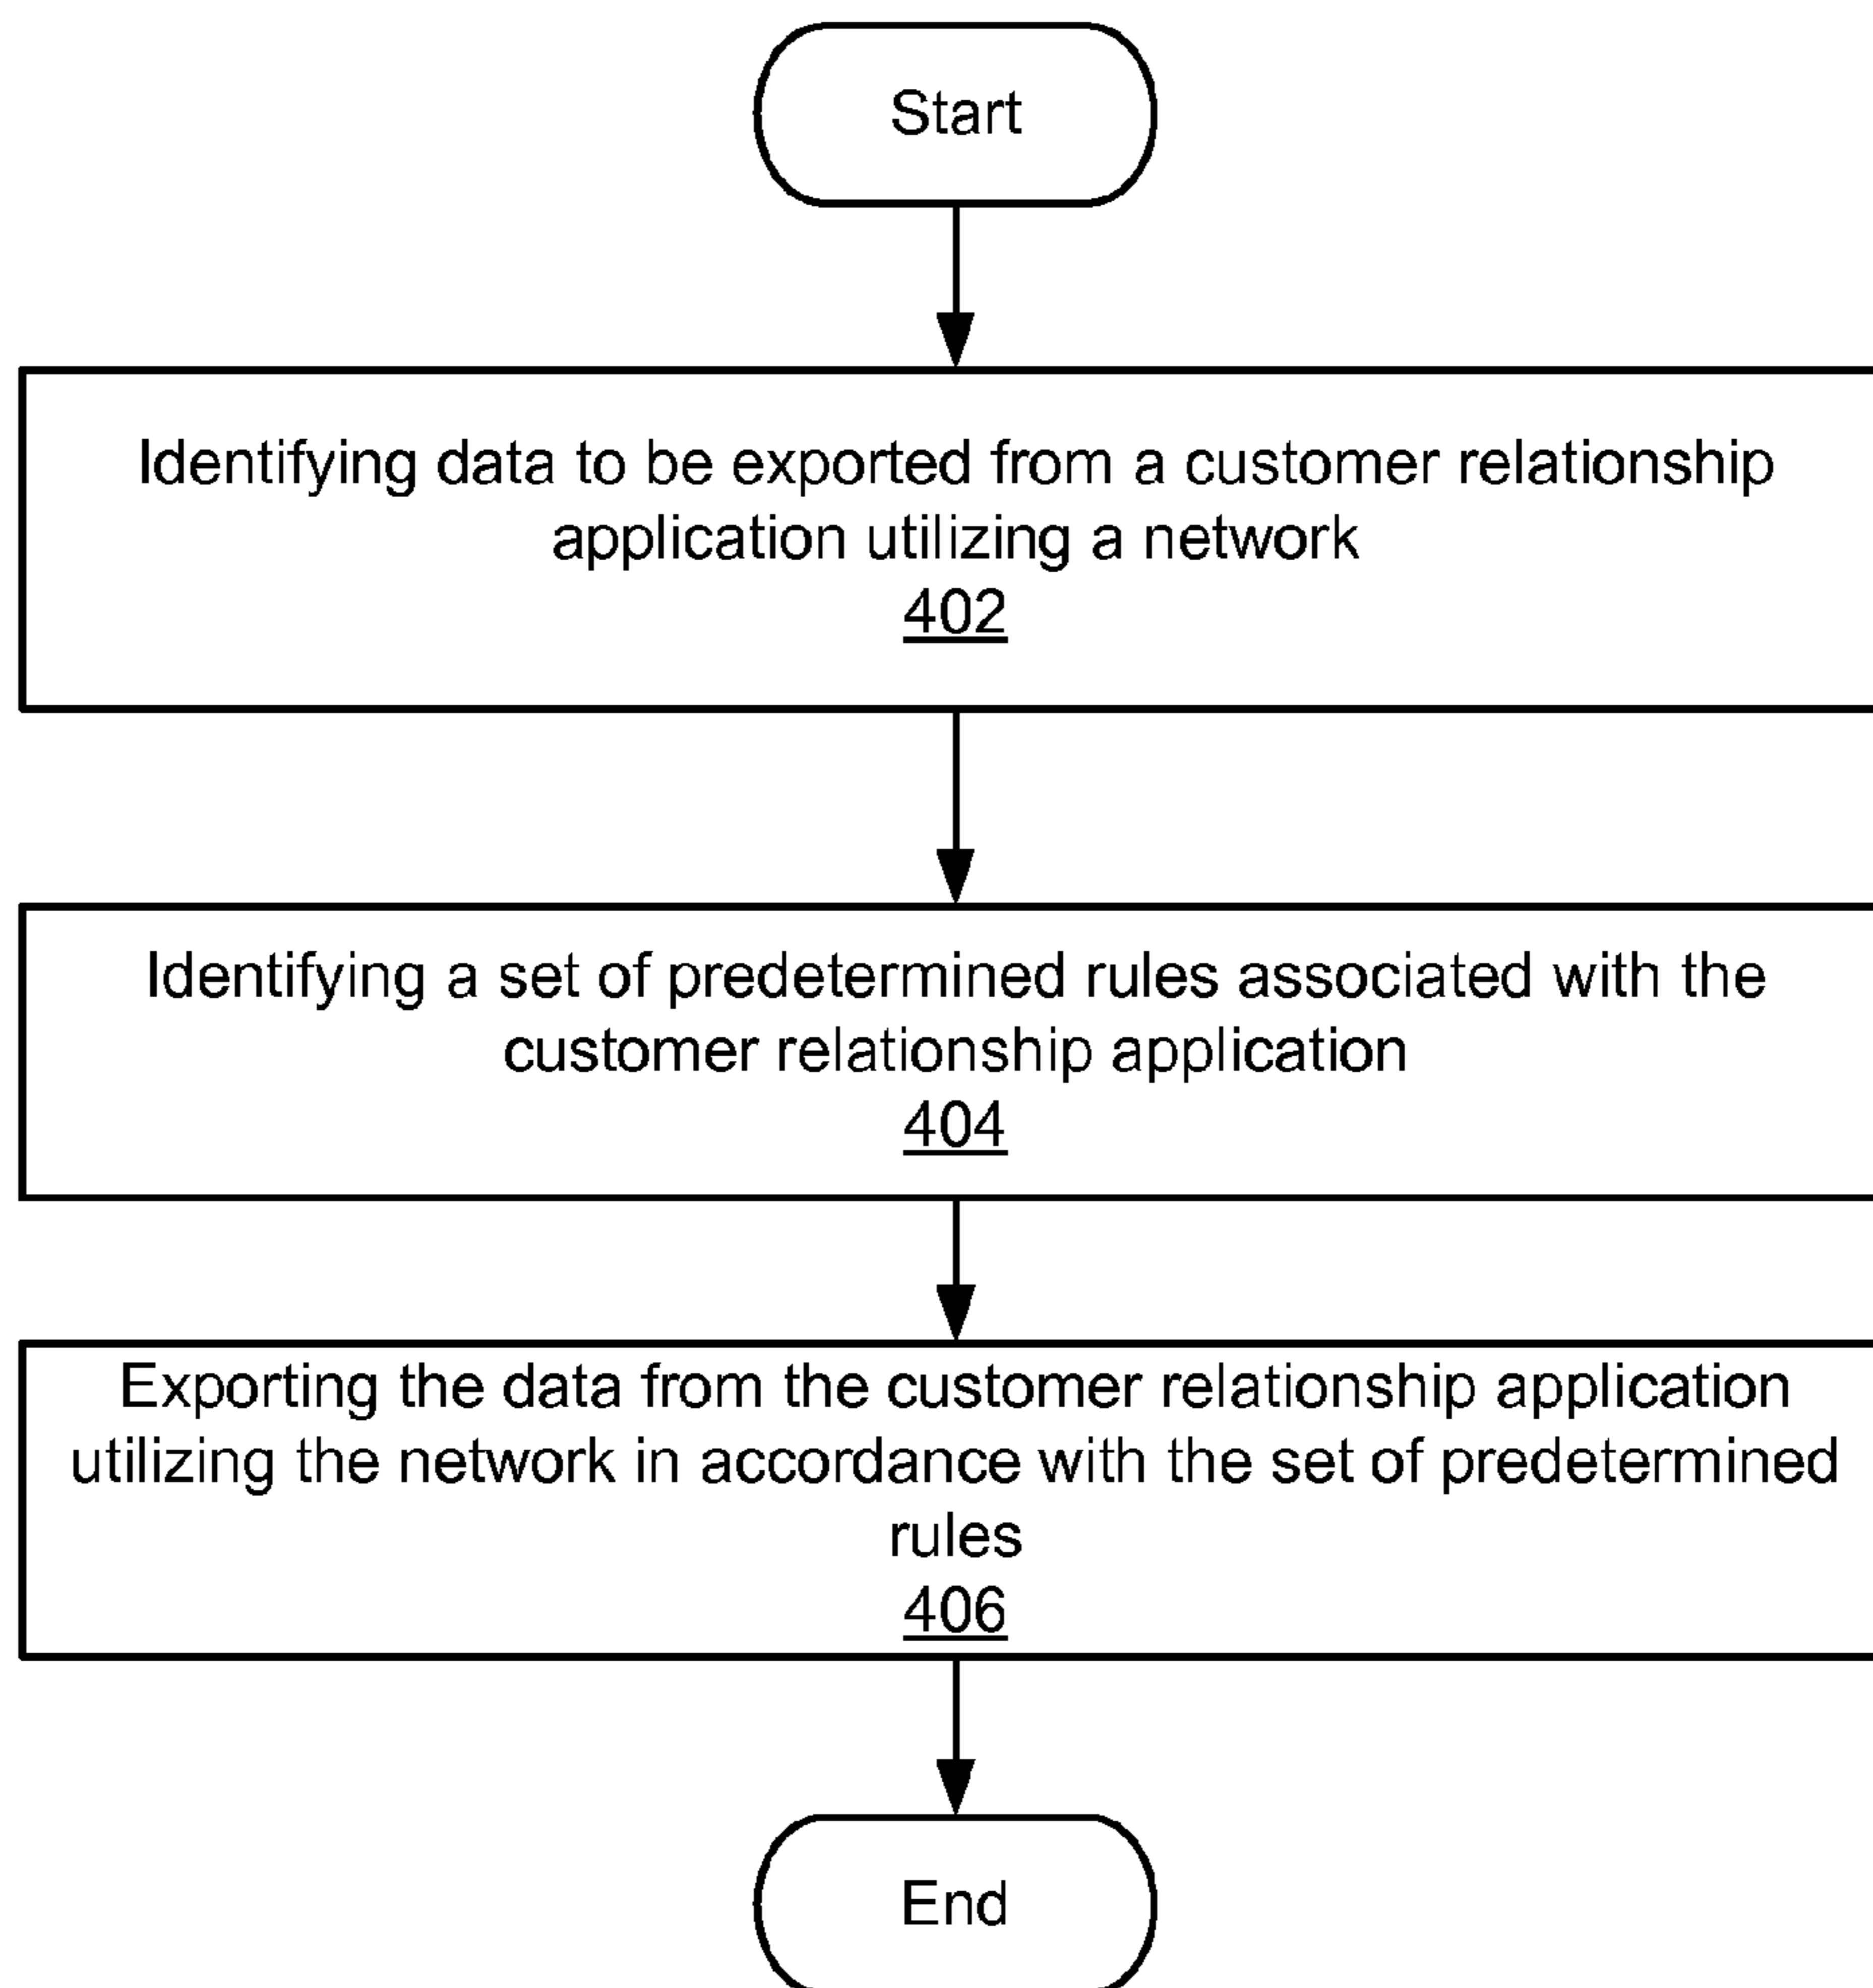 Start
Identifying data to be exported from a customer relationship
application utilizing a network
402
Identifying a set of predetermined rules associated with the
customer relationship application
404
Exporting the data from the customer relationship application
utilizing the network in accordance with the set of predetermined
rules
406
End